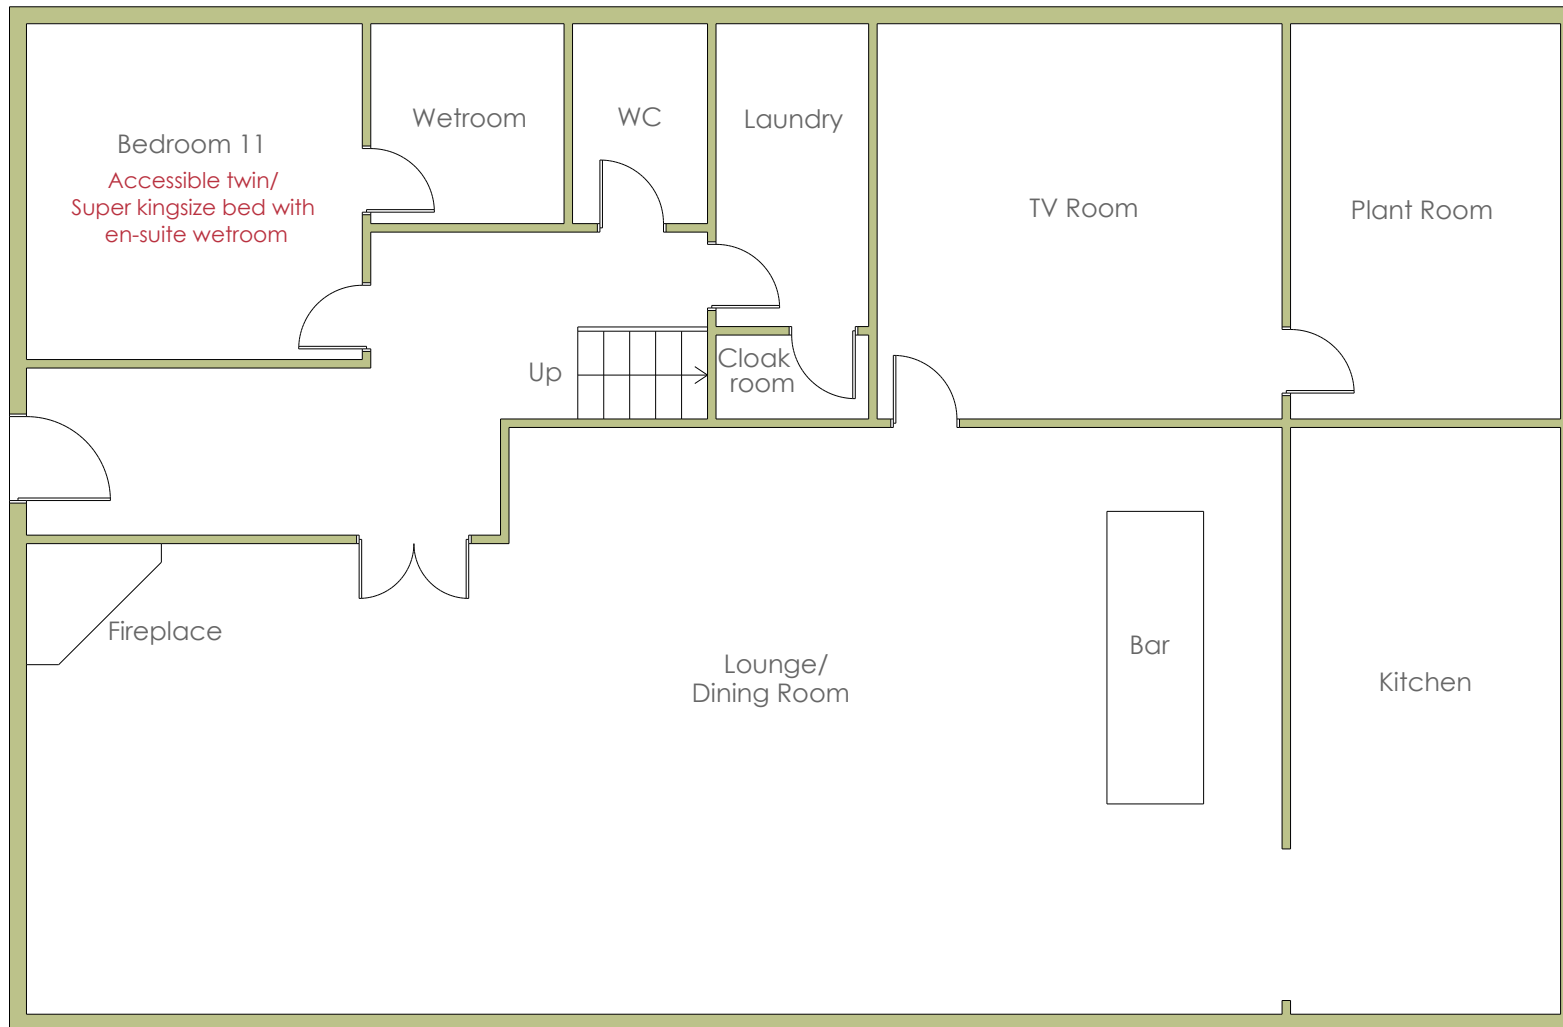 Bedroom 11
Accessible twin/
Super kingsize bed with
en-suite wetroom
Wetroom
WC
Laundry
TV Room
Plant Room
Up
Cloak
room
Fireplace
Lounge/
Dining Room
Bar
Kitchen